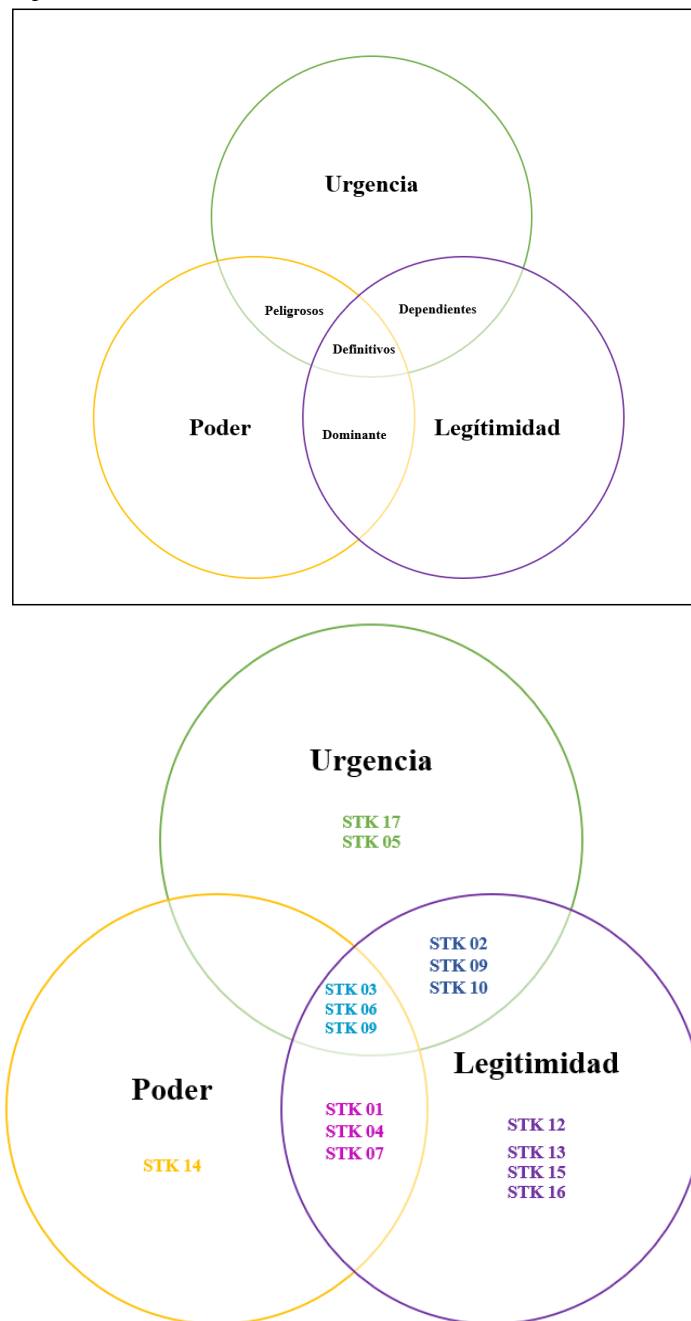 Urgencia
Peligrosos
Dependientes
Definitivos
Poder
Dominante
Legítimidad
Urgencia
STK 17
STK 05
STK 02
STK 09
STK 10
STK 03
STK 06
STK 09
Poder
Legitimidad
STK 14
STK 01
STK 04
STK 07
STK 12
STK 13
STK 15
STK 16